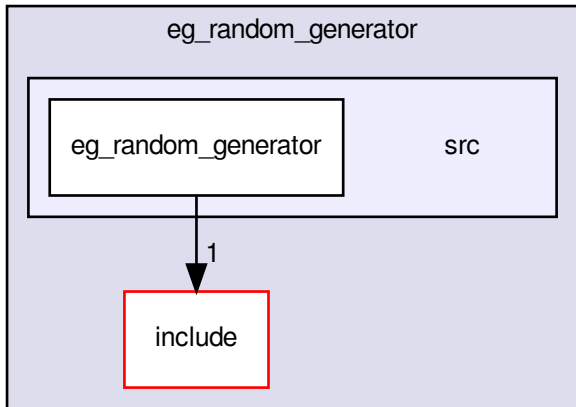 eg_random_generator
eg_random_generator
src
1
include